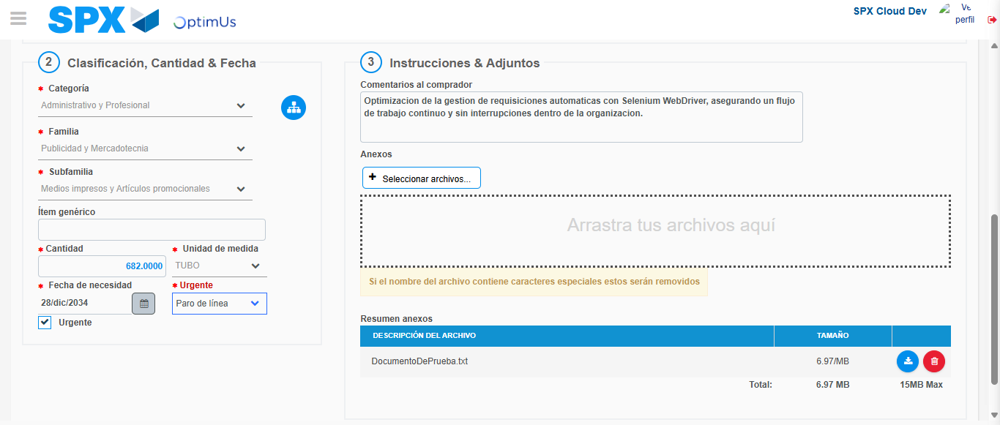 SPX
OptimUs
SPX Cloud Dev
Ve
perfil
2 Clasificación, Cantidad & Fecha
* Categoría
Administrativo y Profesional
* Familia
Publicidad y Mercadotecnia
* Subfamilia
Medios impresos y Artículos promocionales
Ítem genérico
* Cantidad
* Unidad de medida
682.0000
TUBO
* Fecha de necesidad
* Urgente
28/dic/2034
Paro de línea
Urgente
3 Instrucciones & Adjuntos
Comentarios al comprador
Optimizacion de la gestion de requisiciones automaticas con Selenium WebDriver, asegurando un flujo
de trabajo continuo y sin interrupciones dentro de la organizacion.
Anexos
+ Seleccionar archivos...
Arrastra tus archivos aquí
Si el nombre del archivo contiene caracteres especiales estos serán removidos
Resumen anexos
DESCRIPCIÓN DEL ARCHIVO TAMAÑO
DocumentoDePrueba.txt 6.97/MB
Total: 6.97 MB 15MB Max